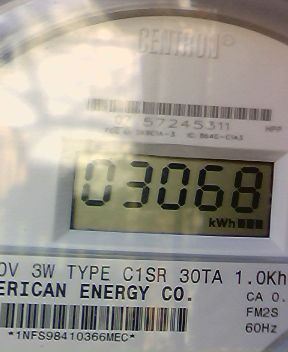 CENTRON®
57245311
HPP
03068
kWh
0V 3W TYPE C1SR 30TA 1.0Kh
ERICAN ENERGY CO.
CA 0.
FM2S
60Hz
*1NFS98410366MEC*